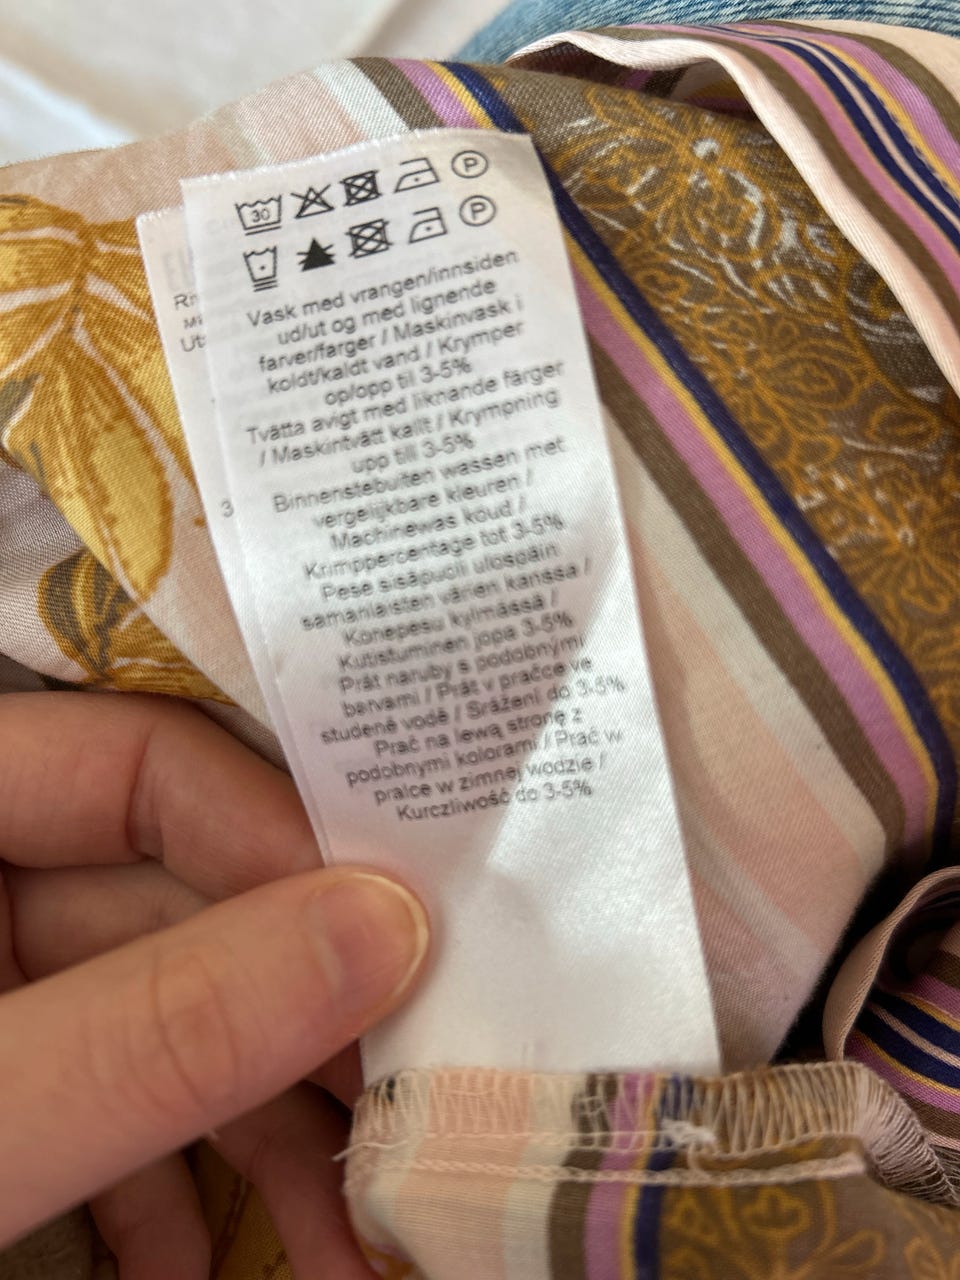 30 P
P
Vask med vrangen/innsiden
ud/ut og med lignende
farver/farger / Maskinvask i
koldt/kaldt vand / Krymper
op/opp til 3-5%
Tvätta avigt med liknande färger
/ Maskintvätt kallt / Krympning
upp till 3-5%
Binnenstebuiten wassen met
vergelijkbare kleuren /
Machinewas koud /
Krimppercentage tot 3-5%
Pese sisäpuoli ulospäin
samanlaisten värien kanssa /
Konepesu kylmässä /
Kutistuminen jopa 3-5%
Prát naruby s podobnými
barvami / Prát v pračce ve
studené vodě / Srážení do 3-5%
Prać na lewą stronę z
podobnymi kolorami / Prać w
pralce w zimnej wodzie /
Kurczliwość do 3-5%
3